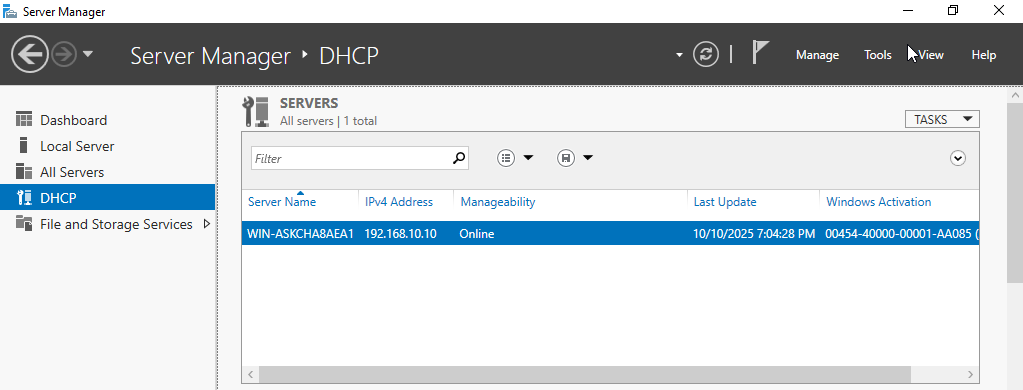 Server Manager
Server Manager ‣ DHCP
Manage Tools View Help
Dashboard
Local Server
All Servers
DHCP
File and Storage Services
SERVERS
All servers | 1 total
TASKS
Filter
Server Name IPv4 Address Manageability Last Update Windows Activation
WIN-ASKCHA8AEA1 192.168.10.10 Online 10/10/2025 7:04:28 PM 00454-40000-00001-AA085 (